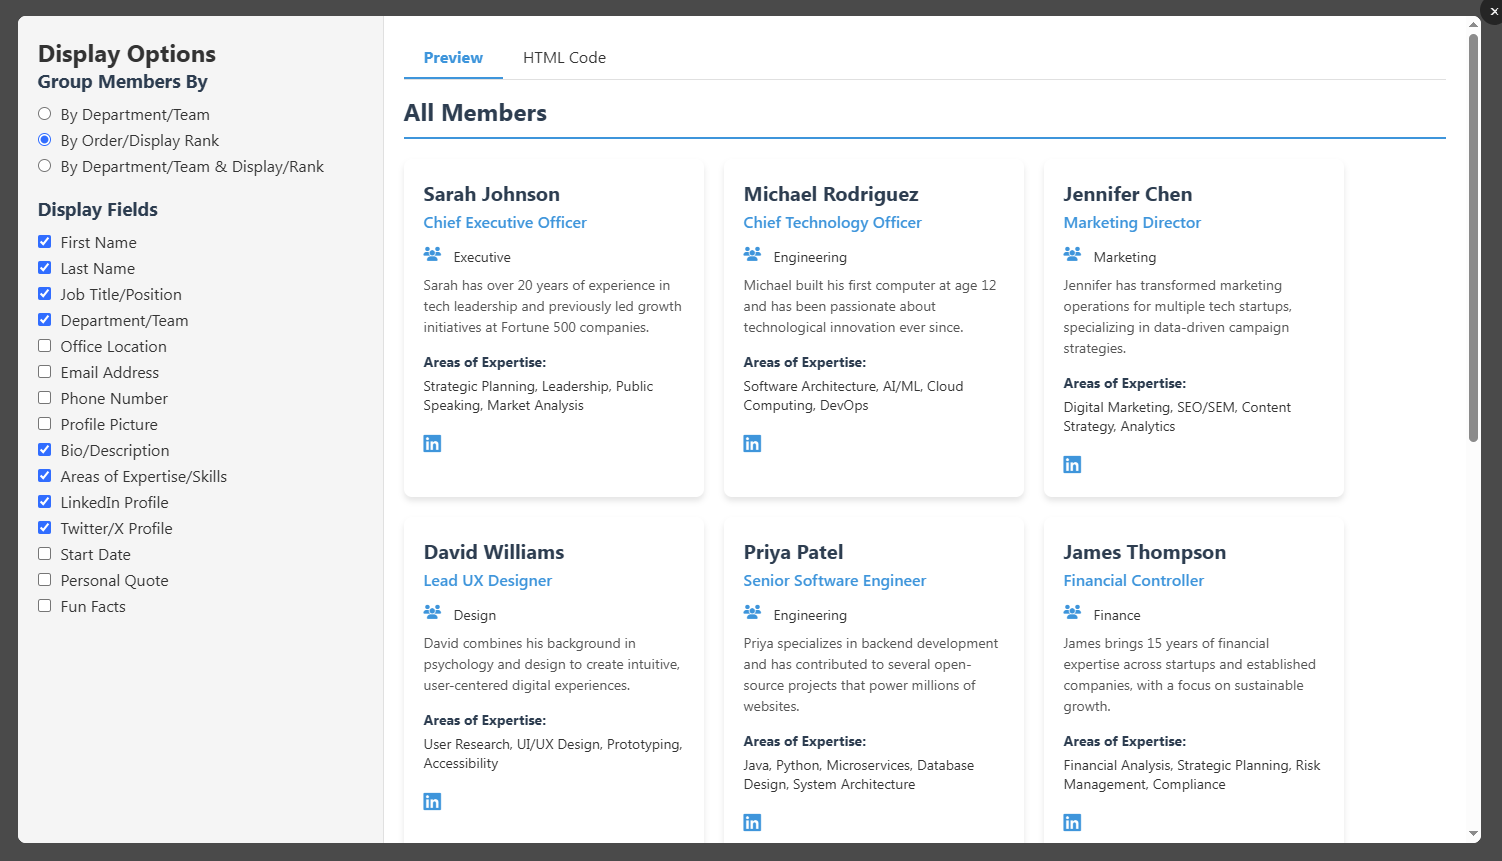 ×
Display Options
Group Members By
By Department/Team
By Order/Display Rank
By Department/Team & Display/Rank
Display Fields
First Name
Last Name
Job Title/Position
Department/Team
Office Location
Email Address
Phone Number
Profile Picture
Bio/Description
Areas of Expertise/Skills
LinkedIn Profile
Twitter/X Profile
Start Date
Personal Quote
Fun Facts
Preview
HTML Code
All Members
Sarah Johnson
Chief Executive Officer
Executive
Sarah has over 20 years of experience in
tech leadership and previously led growth
initiatives at Fortune 500 companies.
Areas of Expertise:
Strategic Planning, Leadership, Public
Speaking, Market Analysis
in
Michael Rodriguez
Chief Technology Officer
Engineering
Michael built his first computer at age 12
and has been passionate about
technological innovation ever since.
Areas of Expertise:
Software Architecture, AI/ML, Cloud
Computing, DevOps
in
Jennifer Chen
Marketing Director
Marketing
Jennifer has transformed marketing
operations for multiple tech startups,
specializing in data-driven campaign
strategies.
Areas of Expertise:
Digital Marketing, SEO/SEM, Content
Strategy, Analytics
in
David Williams
Lead UX Designer
Design
David combines his background in
psychology and design to create intuitive,
user-centered digital experiences.
Areas of Expertise:
User Research, UI/UX Design, Prototyping,
Accessibility
in
Priya Patel
Senior Software Engineer
Engineering
Priya specializes in backend development
and has contributed to several open-
source projects that power millions of
websites.
Areas of Expertise:
Java, Python, Microservices, Database
Design, System Architecture
in
James Thompson
Financial Controller
Finance
James brings 15 years of financial
expertise across startups and established
companies, with a focus on sustainable
growth.
Areas of Expertise:
Financial Analysis, Strategic Planning, Risk
Management, Compliance
in